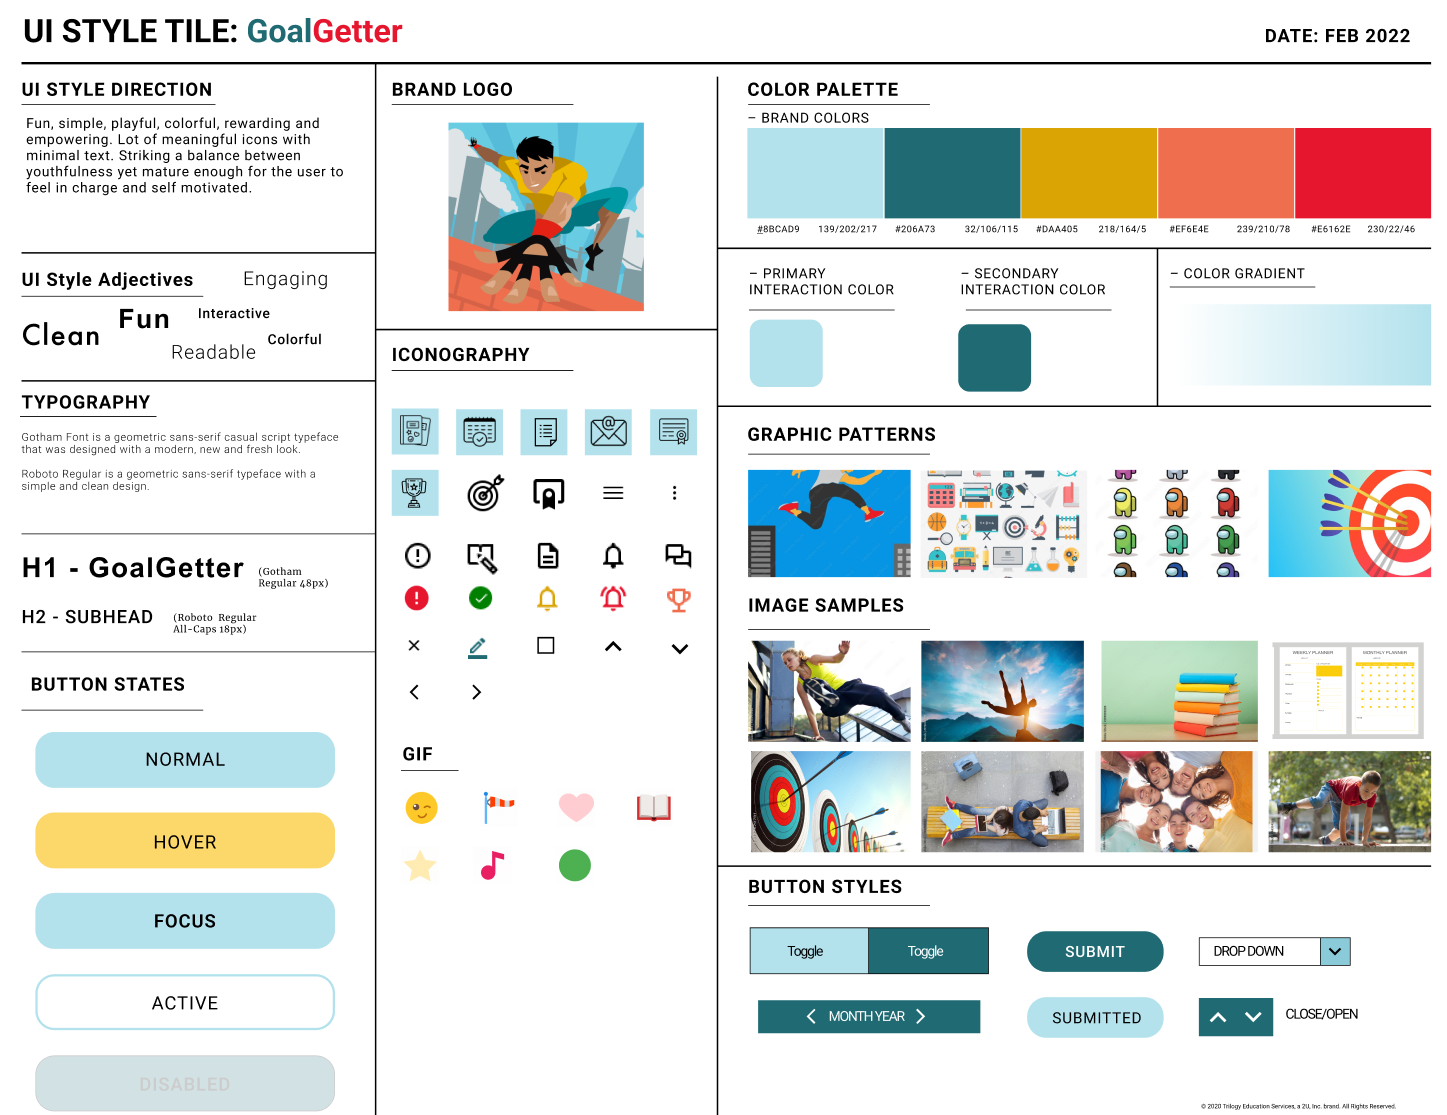 UI STYLE TILE: GoalGetter
DATE: FEB 2022
UI STYLE DIRECTION
Fun, simple, playful, colorful, rewarding and
empowering. Lot of meaningful icons with
minimal text. Striking a balance between
youthfulness yet mature enough for the user to
feel in charge and self motivated.
UI Style Adjectives
Engaging
Clean
Fun
Interactive
Readable
Colorful
TYPOGRAPHY
Gotham Font is a geometric sans-serif casual script typeface
that was designed with a modern, new and fresh look.
Roboto Regular is a geometric sans-serif typeface with a
simple and clean design.
H1 - GoalGetter
(Gotham
Regular 48px)
H2 - SUBHEAD
(Roboto Regular
All-Caps 18px)
BUTTON STATES
NORMAL
HOVER
FOCUS
ACTIVE
DISABLED
BRAND LOGO
ICONOGRAPHY
GIF
COLOR PALETTE
– BRAND COLORS
#8BCAD9 139/202/217 #206A73 32/106/115 #DAA405 218/164/5 #EF6E4E 239/210/78 #E6162E 230/22/46
– PRIMARY
INTERACTION COLOR
– SECONDARY
INTERACTION COLOR
– COLOR GRADIENT
GRAPHIC PATTERNS
IMAGE SAMPLES
WEEKLY PLANNER
MONTHLY PLANNER
BUTTON STYLES
Toggle
Toggle
SUBMIT
DROP DOWN
MONTH YEAR
SUBMITTED
CLOSE/OPEN
© 2020 Trilogy Education Services, a 2U, Inc. brand. All Rights Reserved.